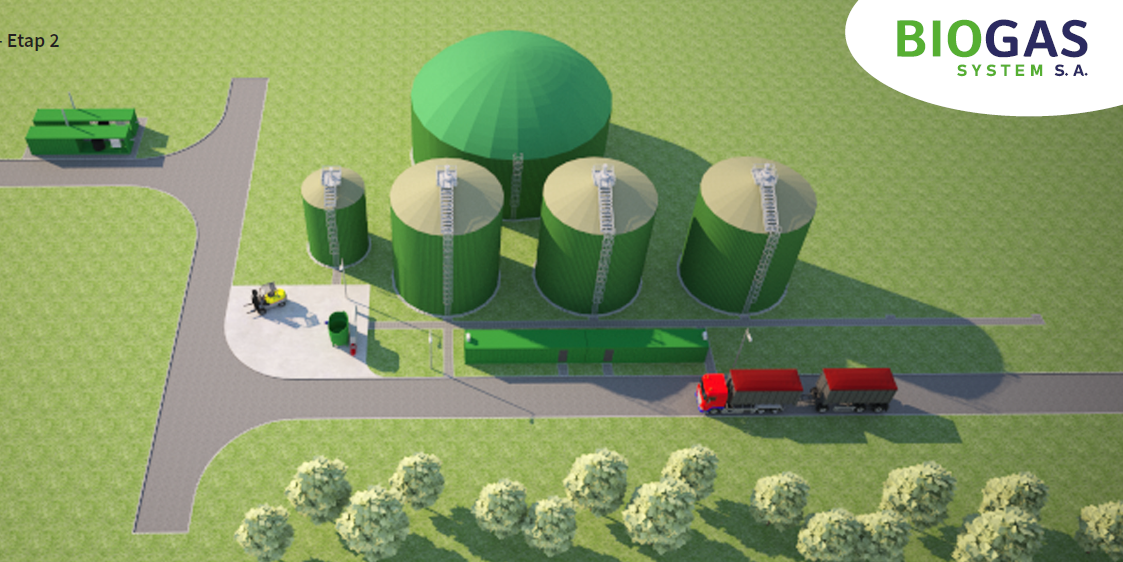 - Etap 2
BIOGAS
SYSTEM S.A.